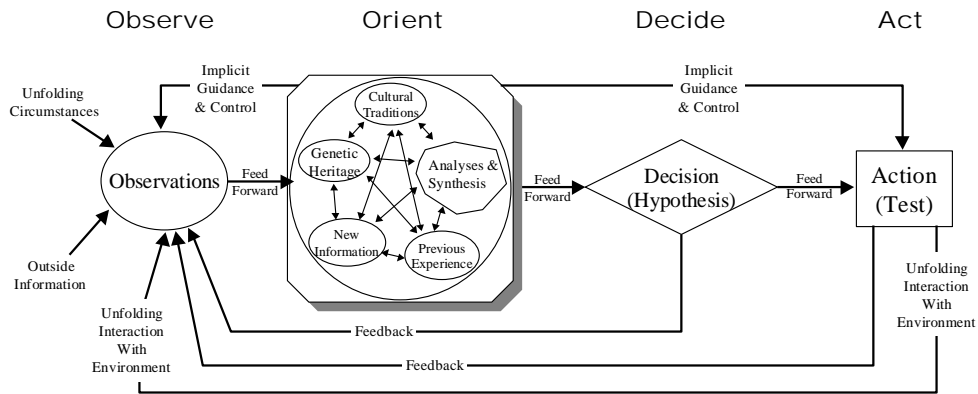 Observe
Orient
Decide
Act
Implicit
Guidance
& Control
Implicit
Guidance
& Control
Unfolding
Circumstances
Observations
Outside
Information
Feed
Forward
Cultural
Traditions
Genetic
Heritage
Analyses &
Synthesis
New
Information
Previous
Experience
Feed
Forward
Decision
(Hypothesis)
Feed
Forward
Action
(Test)
Unfolding
Interaction
With
Environment
Feedback
Feedback
Unfolding
Interaction
With
Environment